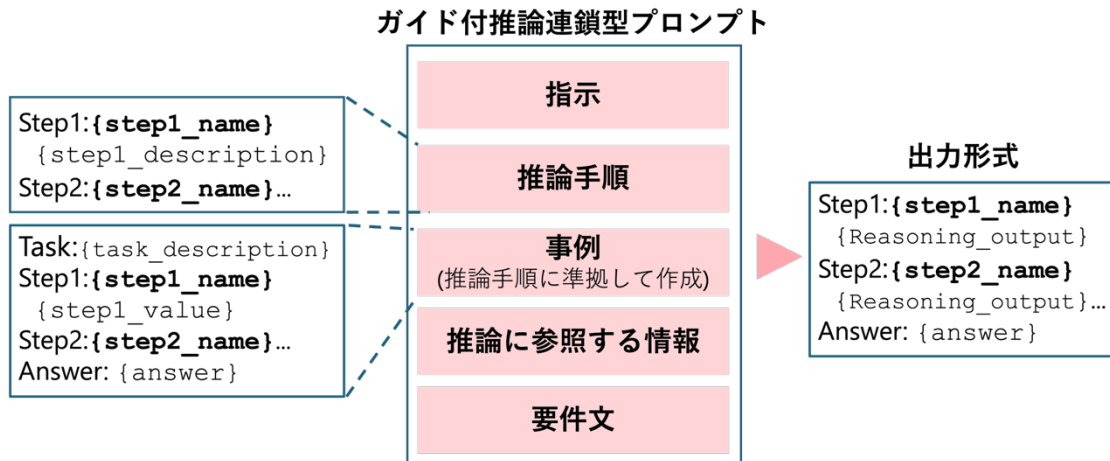 ガイド付推論連鎖型プロンプト
Step1:{step1_name}
{step1_description}
Step2:{step2_name}...
Task:{task_description}
Step1:{step1_name}
{step1_value}
Step2:{step2_name}...
Answer: {answer}
指示
推論手順
事例
(推論手順に準拠して作成)
推論に参照する情報
要件文
出力形式
Step1:{step1_name}
{Reasoning_output}
Step2:{step2_name}
{Reasoning_output}...
Answer: {answer}